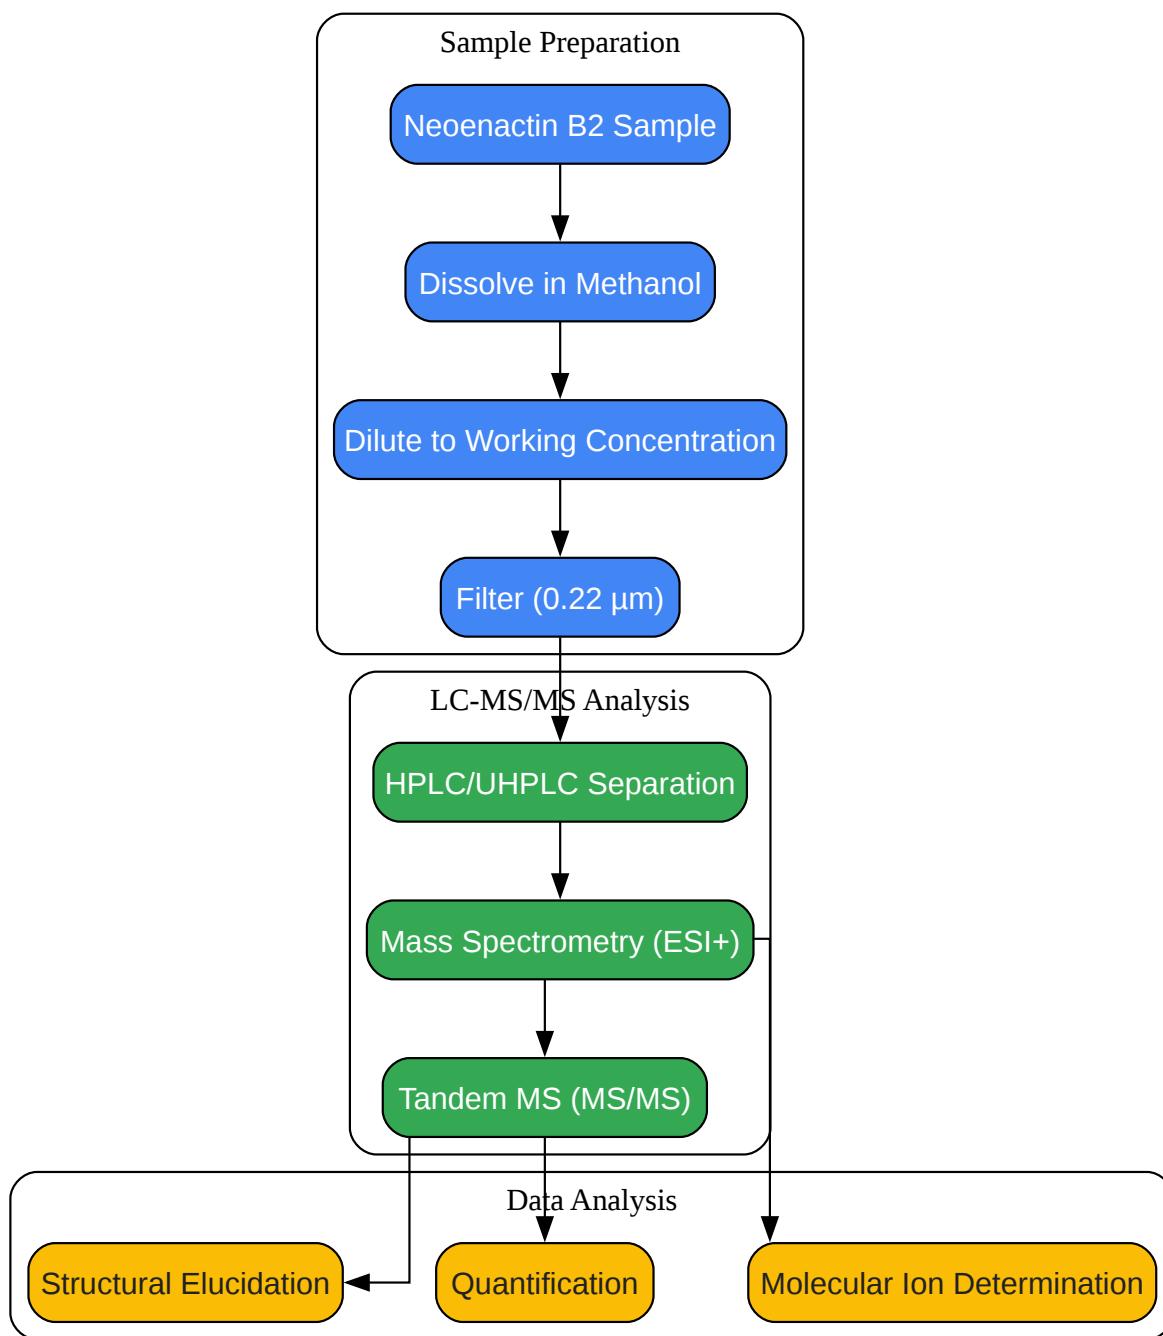 Sample Preparation
Neoenactin B2 Sample
Dissolve in Methanol
Dilute to Working Concentration
Filter (0.22 µm)
LC-MS/MS Analysis
HPLC/UHPLC Separation
Mass Spectrometry (ESI+)
Tandem MS (MS/MS)
Data Analysis
Structural Elucidation
Quantification
Molecular Ion Determination